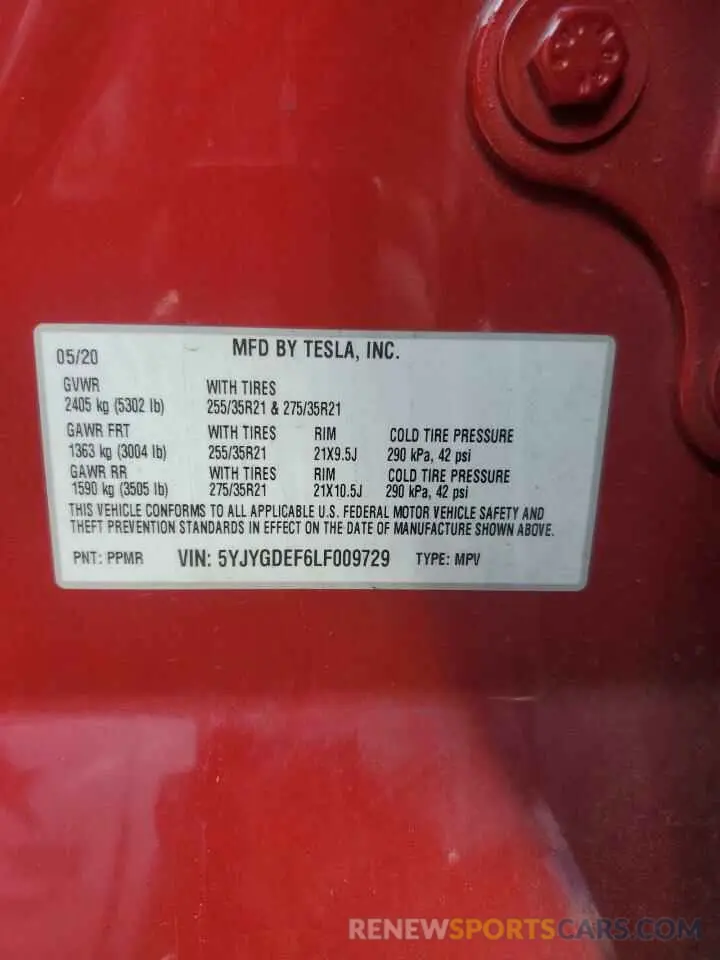 MFD BY TESLA, INC.
05/20
GVWR WITH TIRES
2405 kg (5302 lb) 255/35R21 & 275/35R21
GAWR FRT WITH TIRES RIM COLD TIRE PRESSURE
1363 kg (3004 lb) 255/35R21 21X9.5J 290 kPa, 42 psi
GAWR RR WITH TIRES RIM COLD TIRE PRESSURE
1590 kg (3505 lb) 275/35R21 21X10.5J 290 kPa, 42 psi
THIS VEHICLE CONFORMS TO ALL APPLICABLE U.S. FEDERAL MOTOR VEHICLE SAFETY AND
THEFT PREVENTION STANDARDS IN EFFECT ON THE DATE OF MANUFACTURE SHOWN ABOVE.
PNT: PPMR VIN: 5YJYGDEF6LF009729 TYPE: MPV
RENEWSPORTSCARS.COM